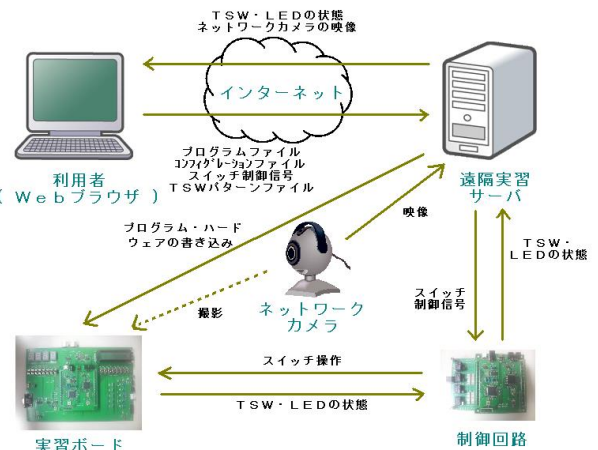 TSW・LEDの状態
ネットワークカメラの映像
インターネット
プログラムファイル
コンフィグレーションファイル
スイッチ制御信号
TSWパターンファイル
利用者
( Webブラウザ )
遠隔実習
サーバ
プログラム・ハード
ウェアの書き込み
映像
TSW・
LEDの状態
ネットワーク
カメラ
撮影
スイッチ
制御信号
スイッチ操作
TSW・LEDの状態
実習ボード
制御回路